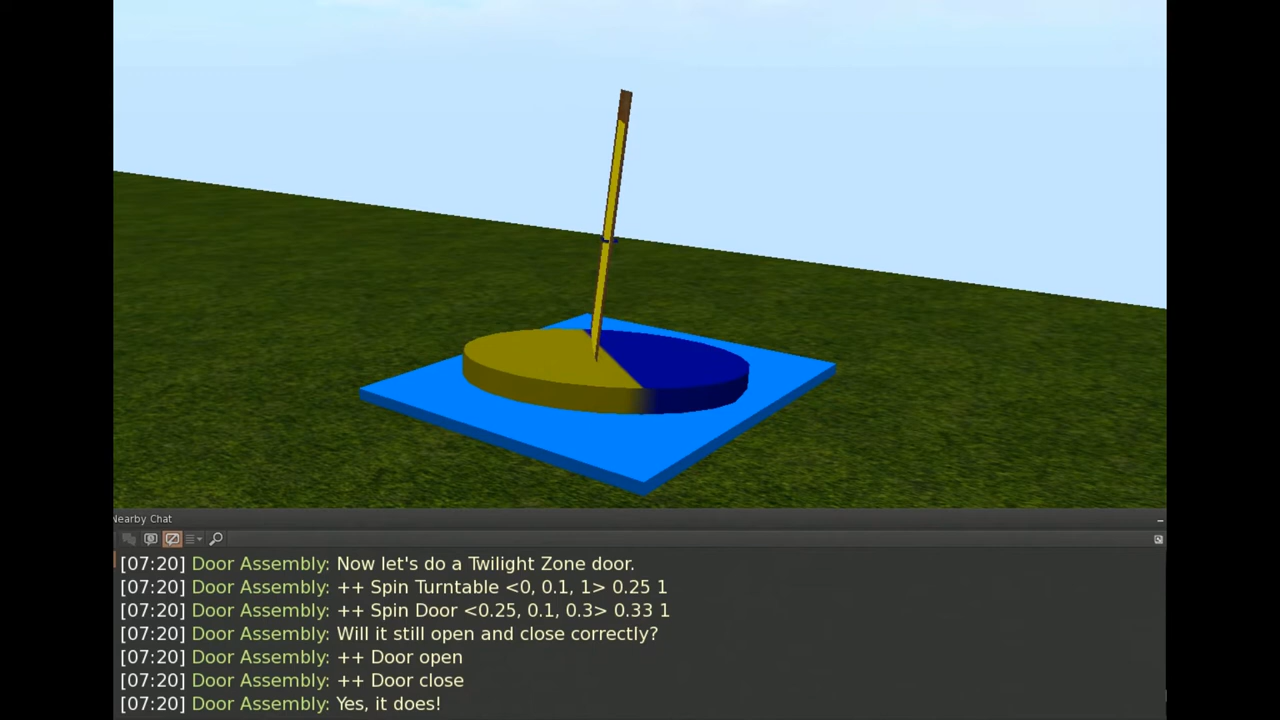 Nearby Chat
[07:20] Door Assembly: Now let's do a Twilight Zone door.
[07:20] Door Assembly: ++ Spin Turntable <0, 0.1, 1> 0.25 1
[07:20] Door Assembly: ++ Spin Door <0.25, 0.1, 0.3> 0.33 1
[07:20] Door Assembly: Will it still open and close correctly?
[07:20] Door Assembly: ++ Door open
[07:20] Door Assembly: ++ Door close
[07:20] Door Assembly: Yes, it does!